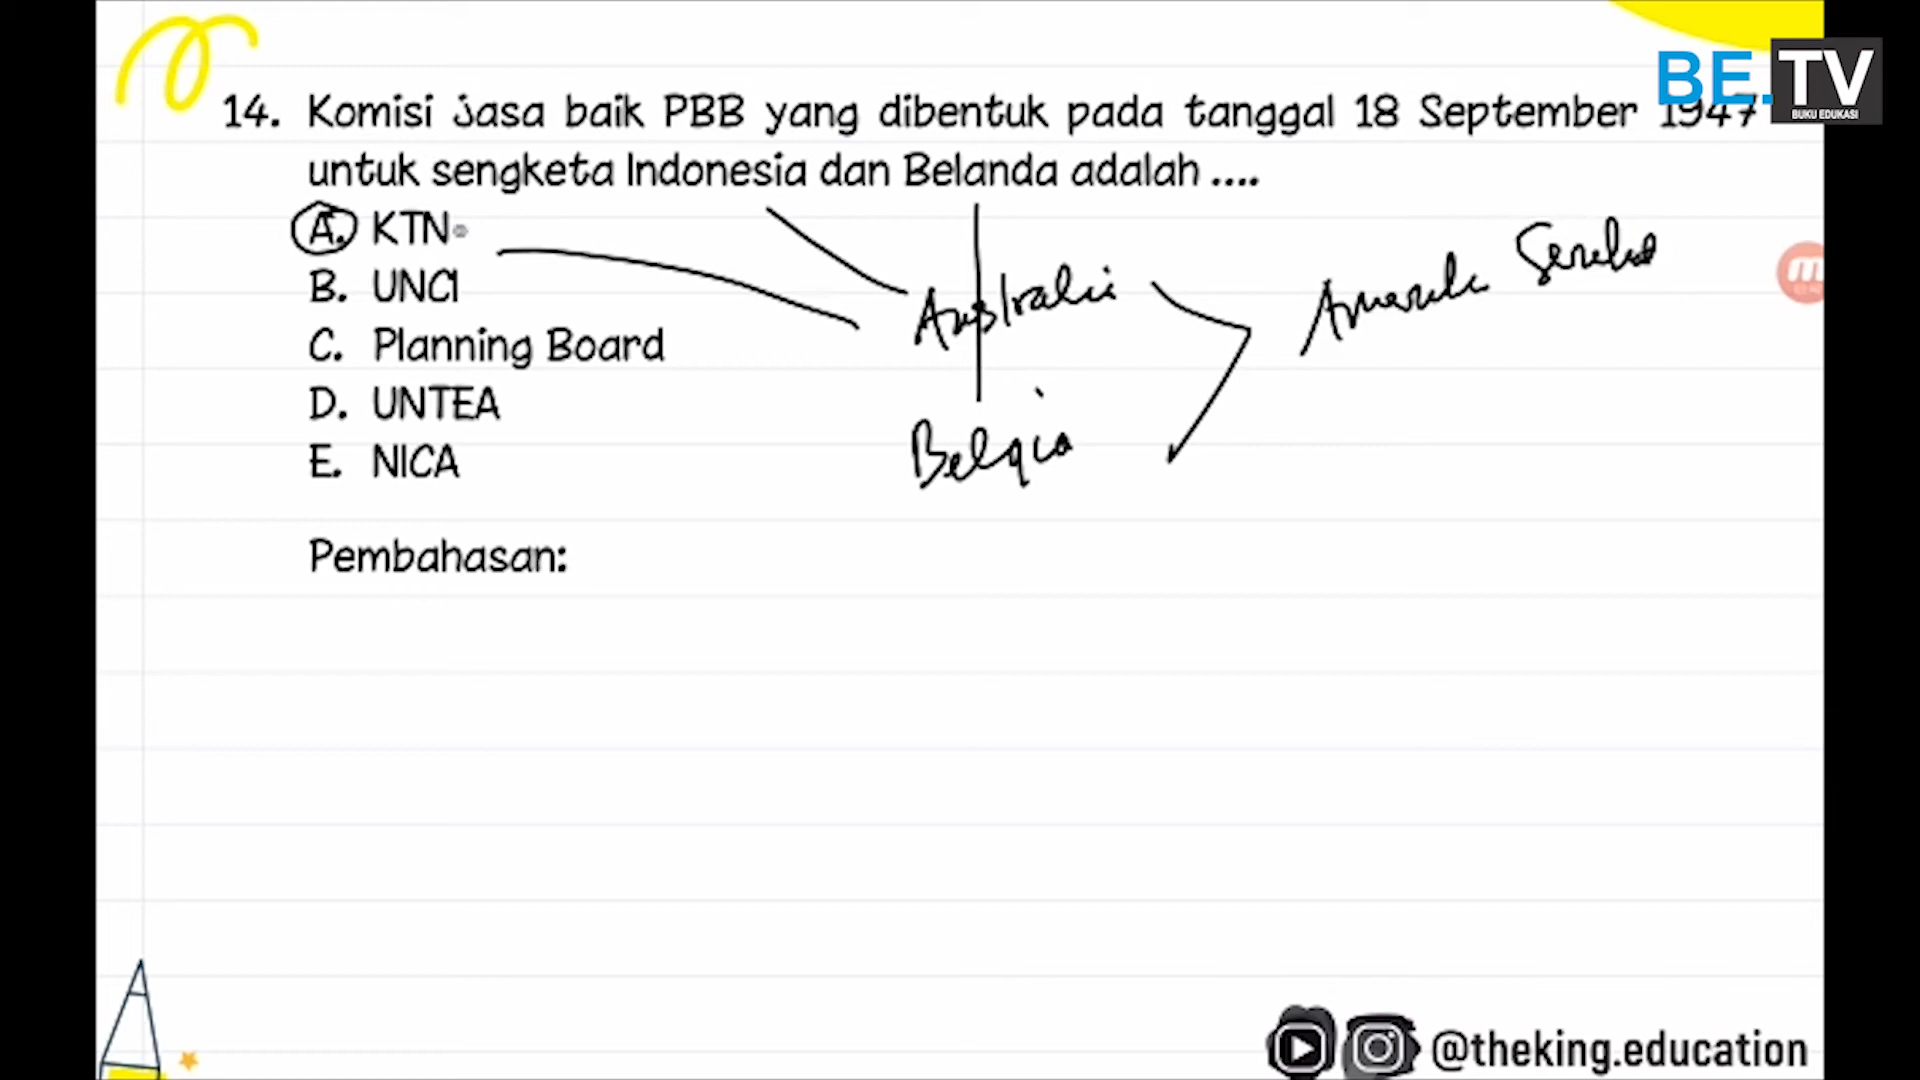 BE.TV
BUKU EDUKASI
14. Komisi jasa baik PBB yang dibentuk pada tanggal 18 September 1947
untuk sengketa Indonesia dan Belanda adalah ....
A. KTN
B. UNCI
C. Planning Board
D. UNTEA
E. NICA
Australia
Amerika Serikat
Belgia
Pembahasan:
@theking.education